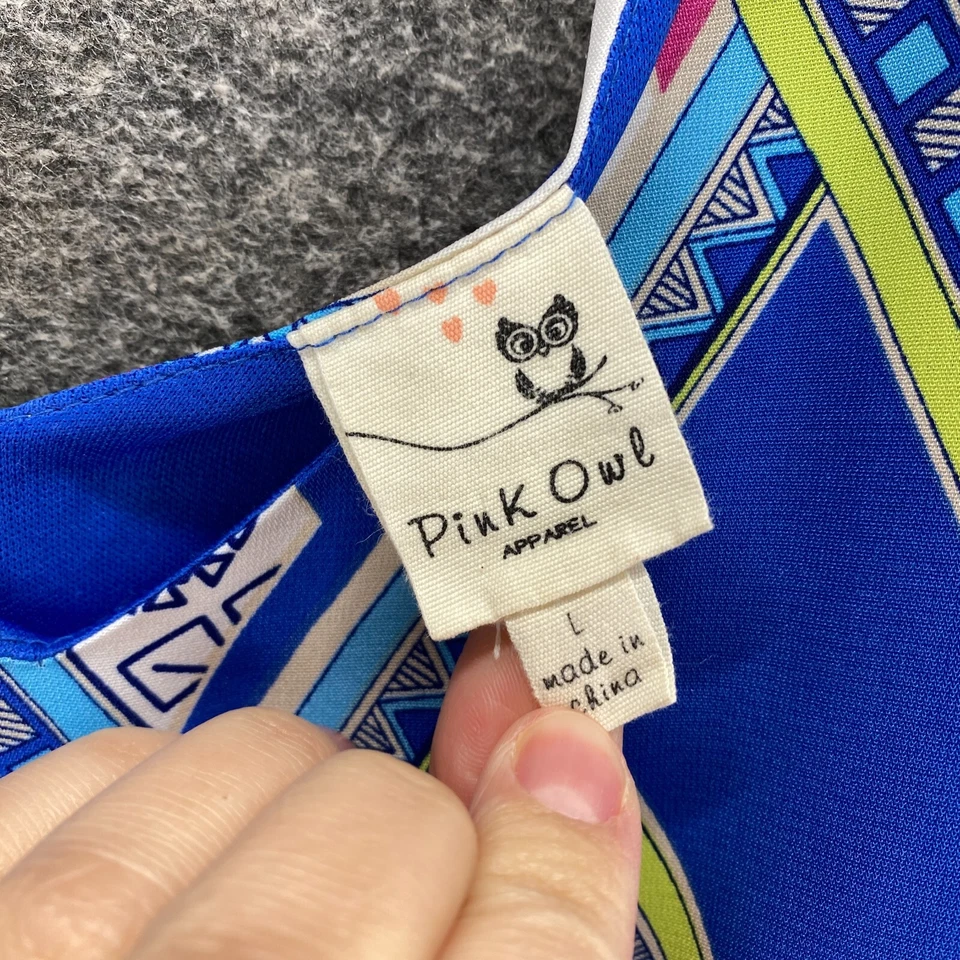 Pink Owl
APPAREL
L
made in
china